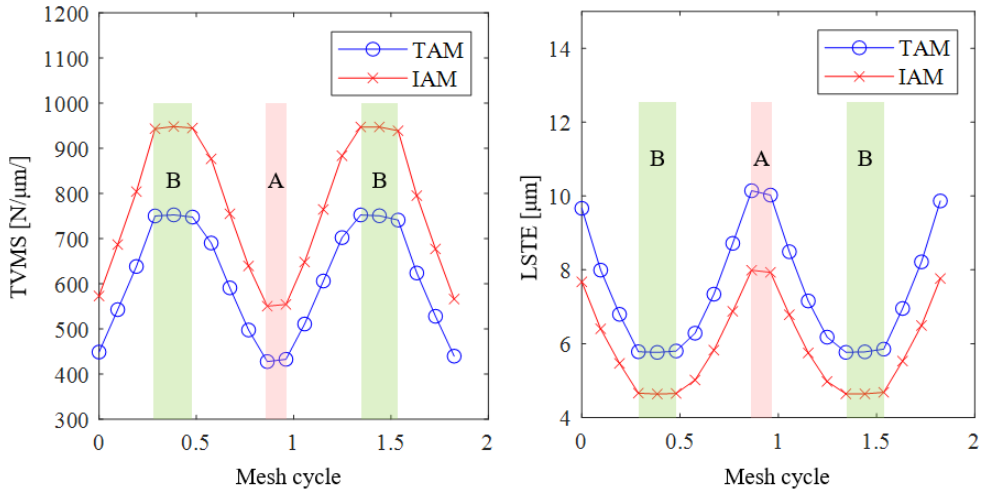 1200
1100
1000
900
800
700
600
500
400
300
TVMS [N/μm/]
TAM
IAM
B
A
B
0
0.5
1
1.5
2
Mesh cycle
14
12
10
8
6
4
LSTE [μm]
TAM
IAM
B
A
B
0
0.5
1
1.5
2
Mesh cycle